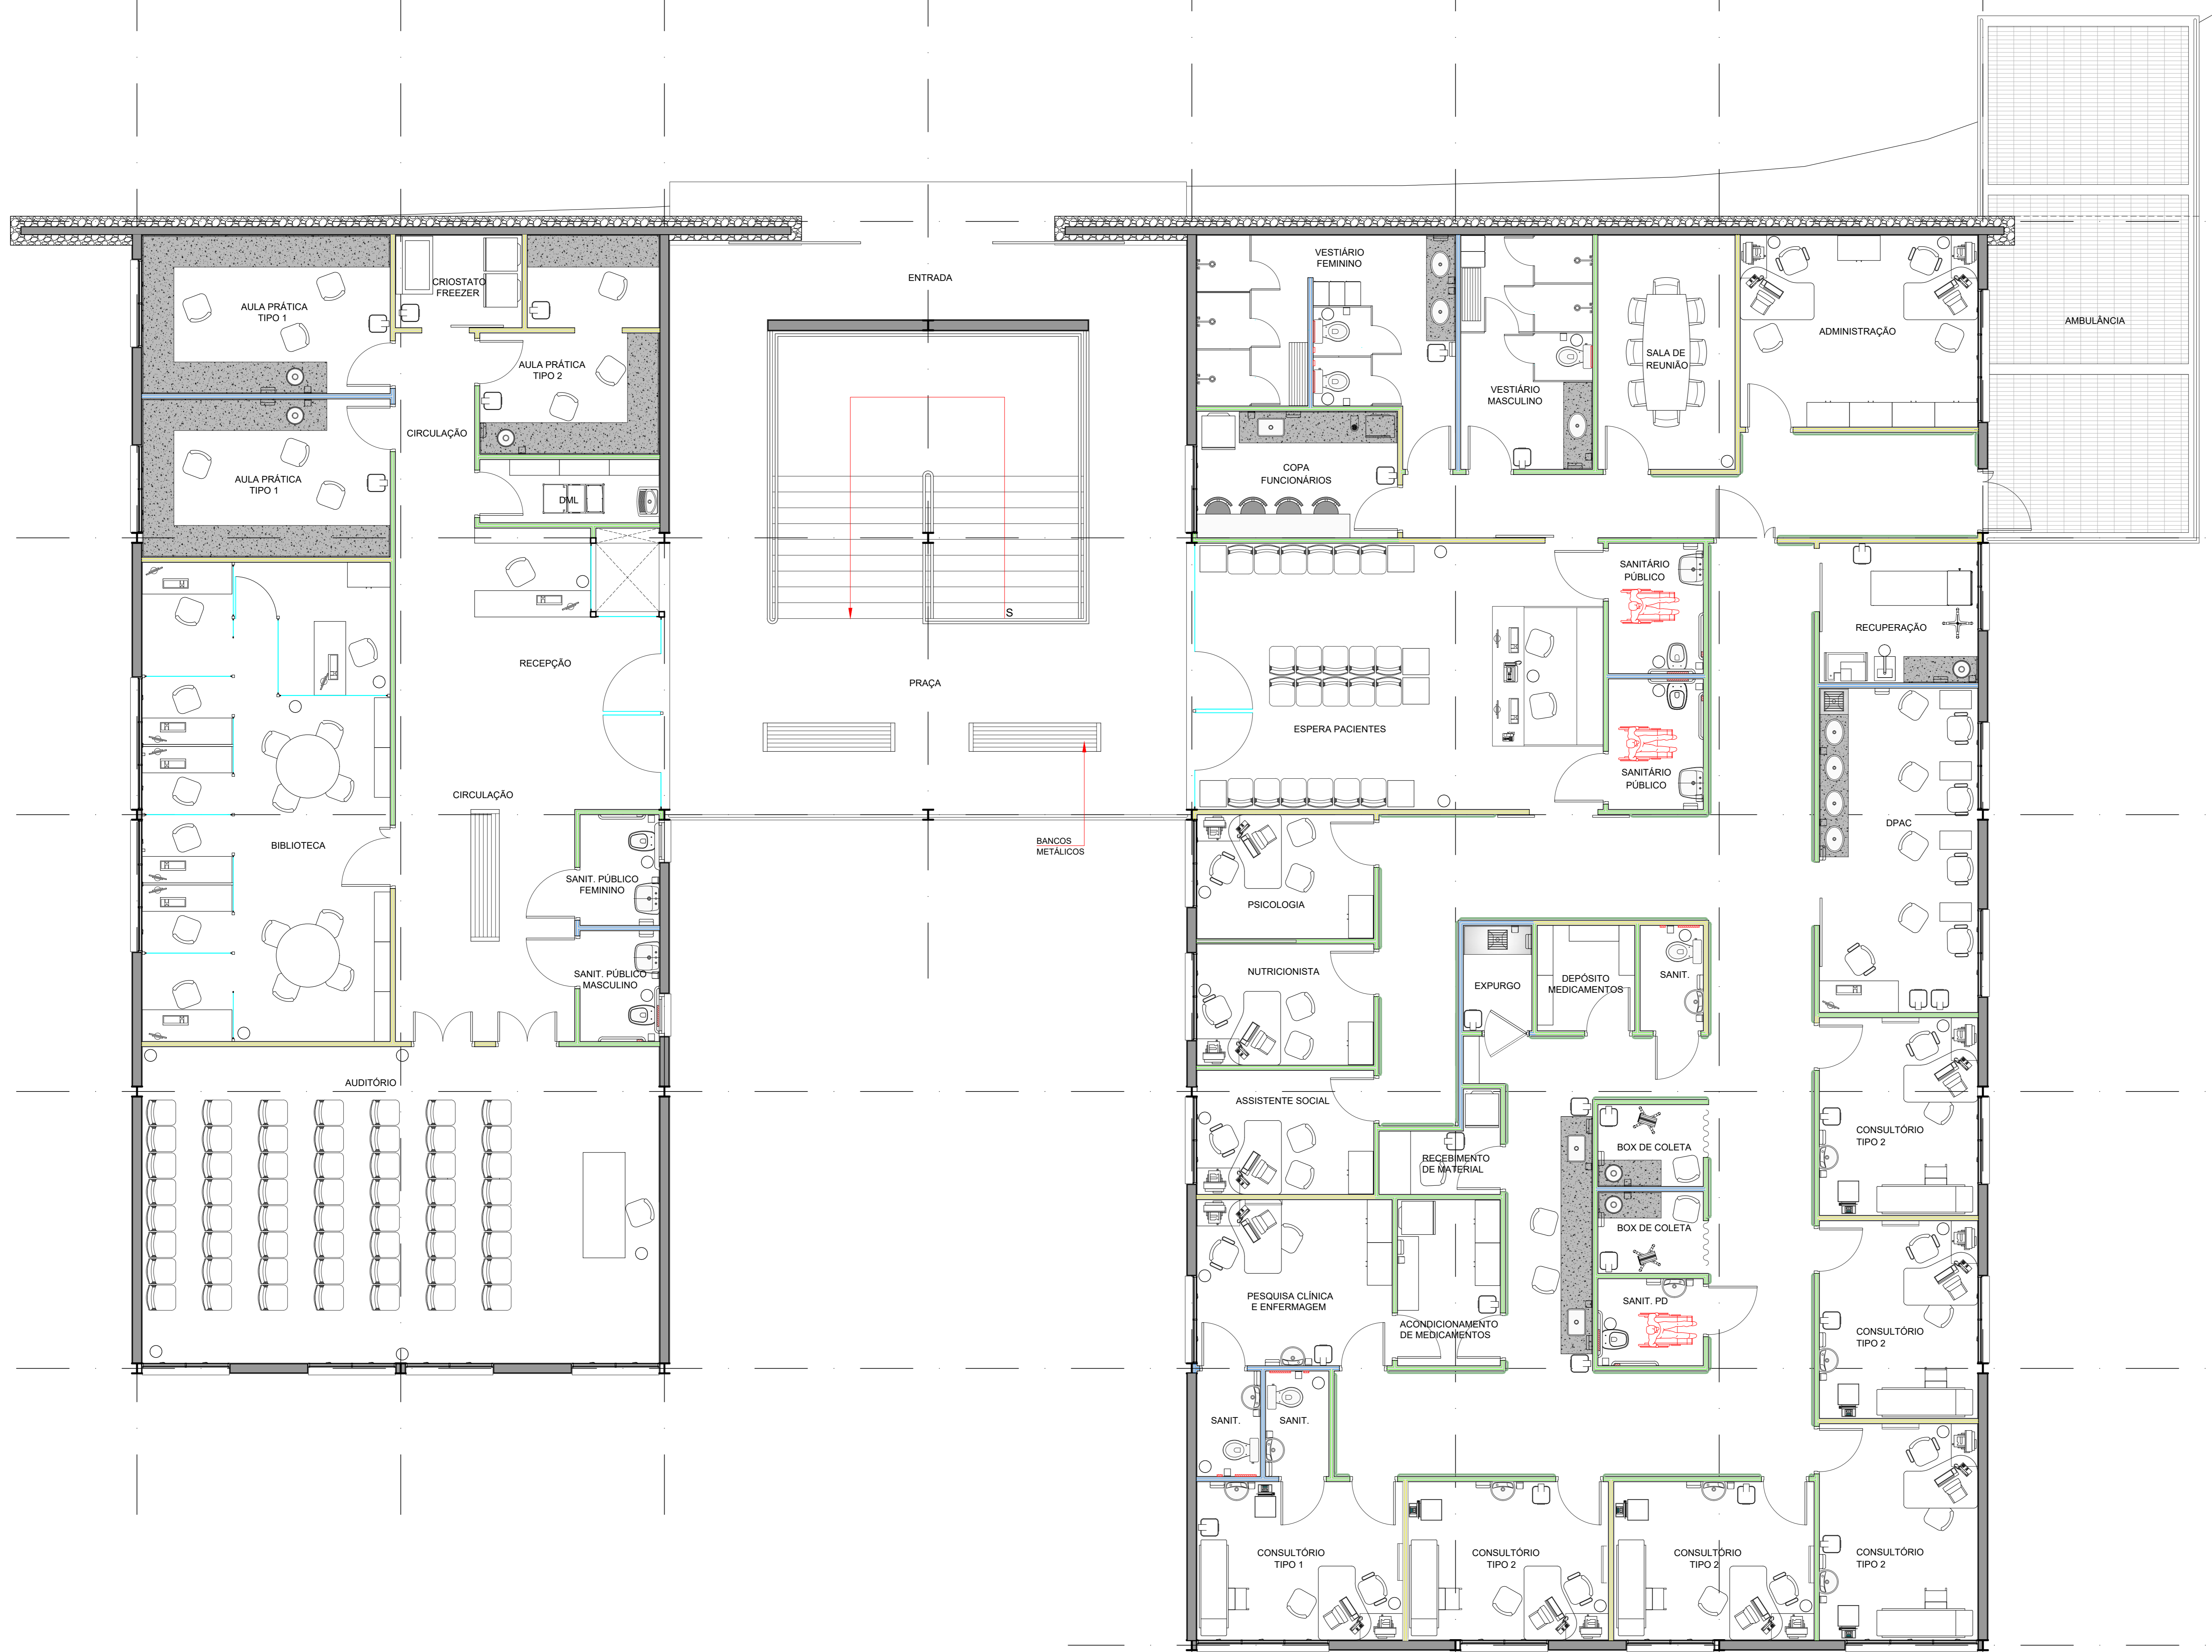 VESTIÁRIO
FEMININO
ENTRADA
CRIOSTATO
FREEZER
AULA PRÁTICA
TIPO 1
AMBULÂNCIA
ADMINISTRAÇÃO
SALA DE
REUNIÃO
AULA PRÁTICA
TIPO 2
VESTIÁRIO
MASCULINO
CIRCULAÇÃO
COPA
FUNCIONÁRIOS
AULA PRÁTICA
TIPO 1
DML
SANITÁRIO
PÚBLICO
S
RECUPERAÇÃO
RECEPÇÃO
PRAÇA
ESPERA PACIENTES
SANITÁRIO
PÚBLICO
CIRCULAÇÃO
DPAC
BIBLIOTECA
BANCOS
METÁLICOS
SANIT. PÚBLICO
FEMININO
PSICOLOGIA
SANIT. PÚBLICO
MASCULINO
NUTRICIONISTA
EXPURGO
DEPÓSITO
MEDICAMENTOS
SANIT.
AUDITÓRIO
ASSISTENTE SOCIAL
CONSULTÓRIO
TIPO 2
BOX DE COLETA
RECEBIMENTO
DE MATERIAL
BOX DE COLETA
PESQUISA CLÍNICA
E ENFERMAGEM
SANIT. PD
ACONDICIONAMENTO
DE MEDICAMENTOS
CONSULTÓRIO
TIPO 2
SANIT.
SANIT.
CONSULTÓRIO
TIPO 1
CONSULTÓRIO
TIPO 2
CONSULTÓRIO
TIPO 2
CONSULTÓRIO
TIPO 2